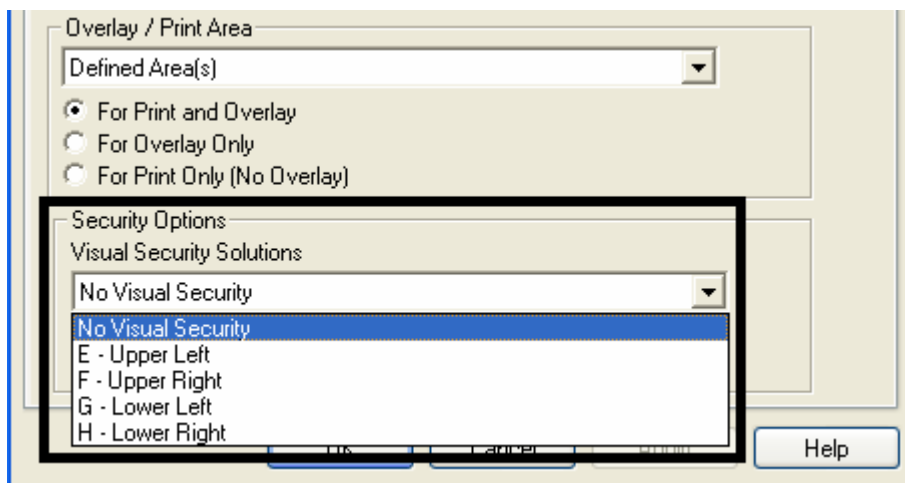 Overlay / Print Area
Defined Area(s)
For Print and Overlay
For Overlay Only
For Print Only (No Overlay)
Security Options
Visual Security Solutions
No Visual Security
No Visual Security
E - Upper Left
F - Upper Right
G - Lower Left
H - Lower Right
Help